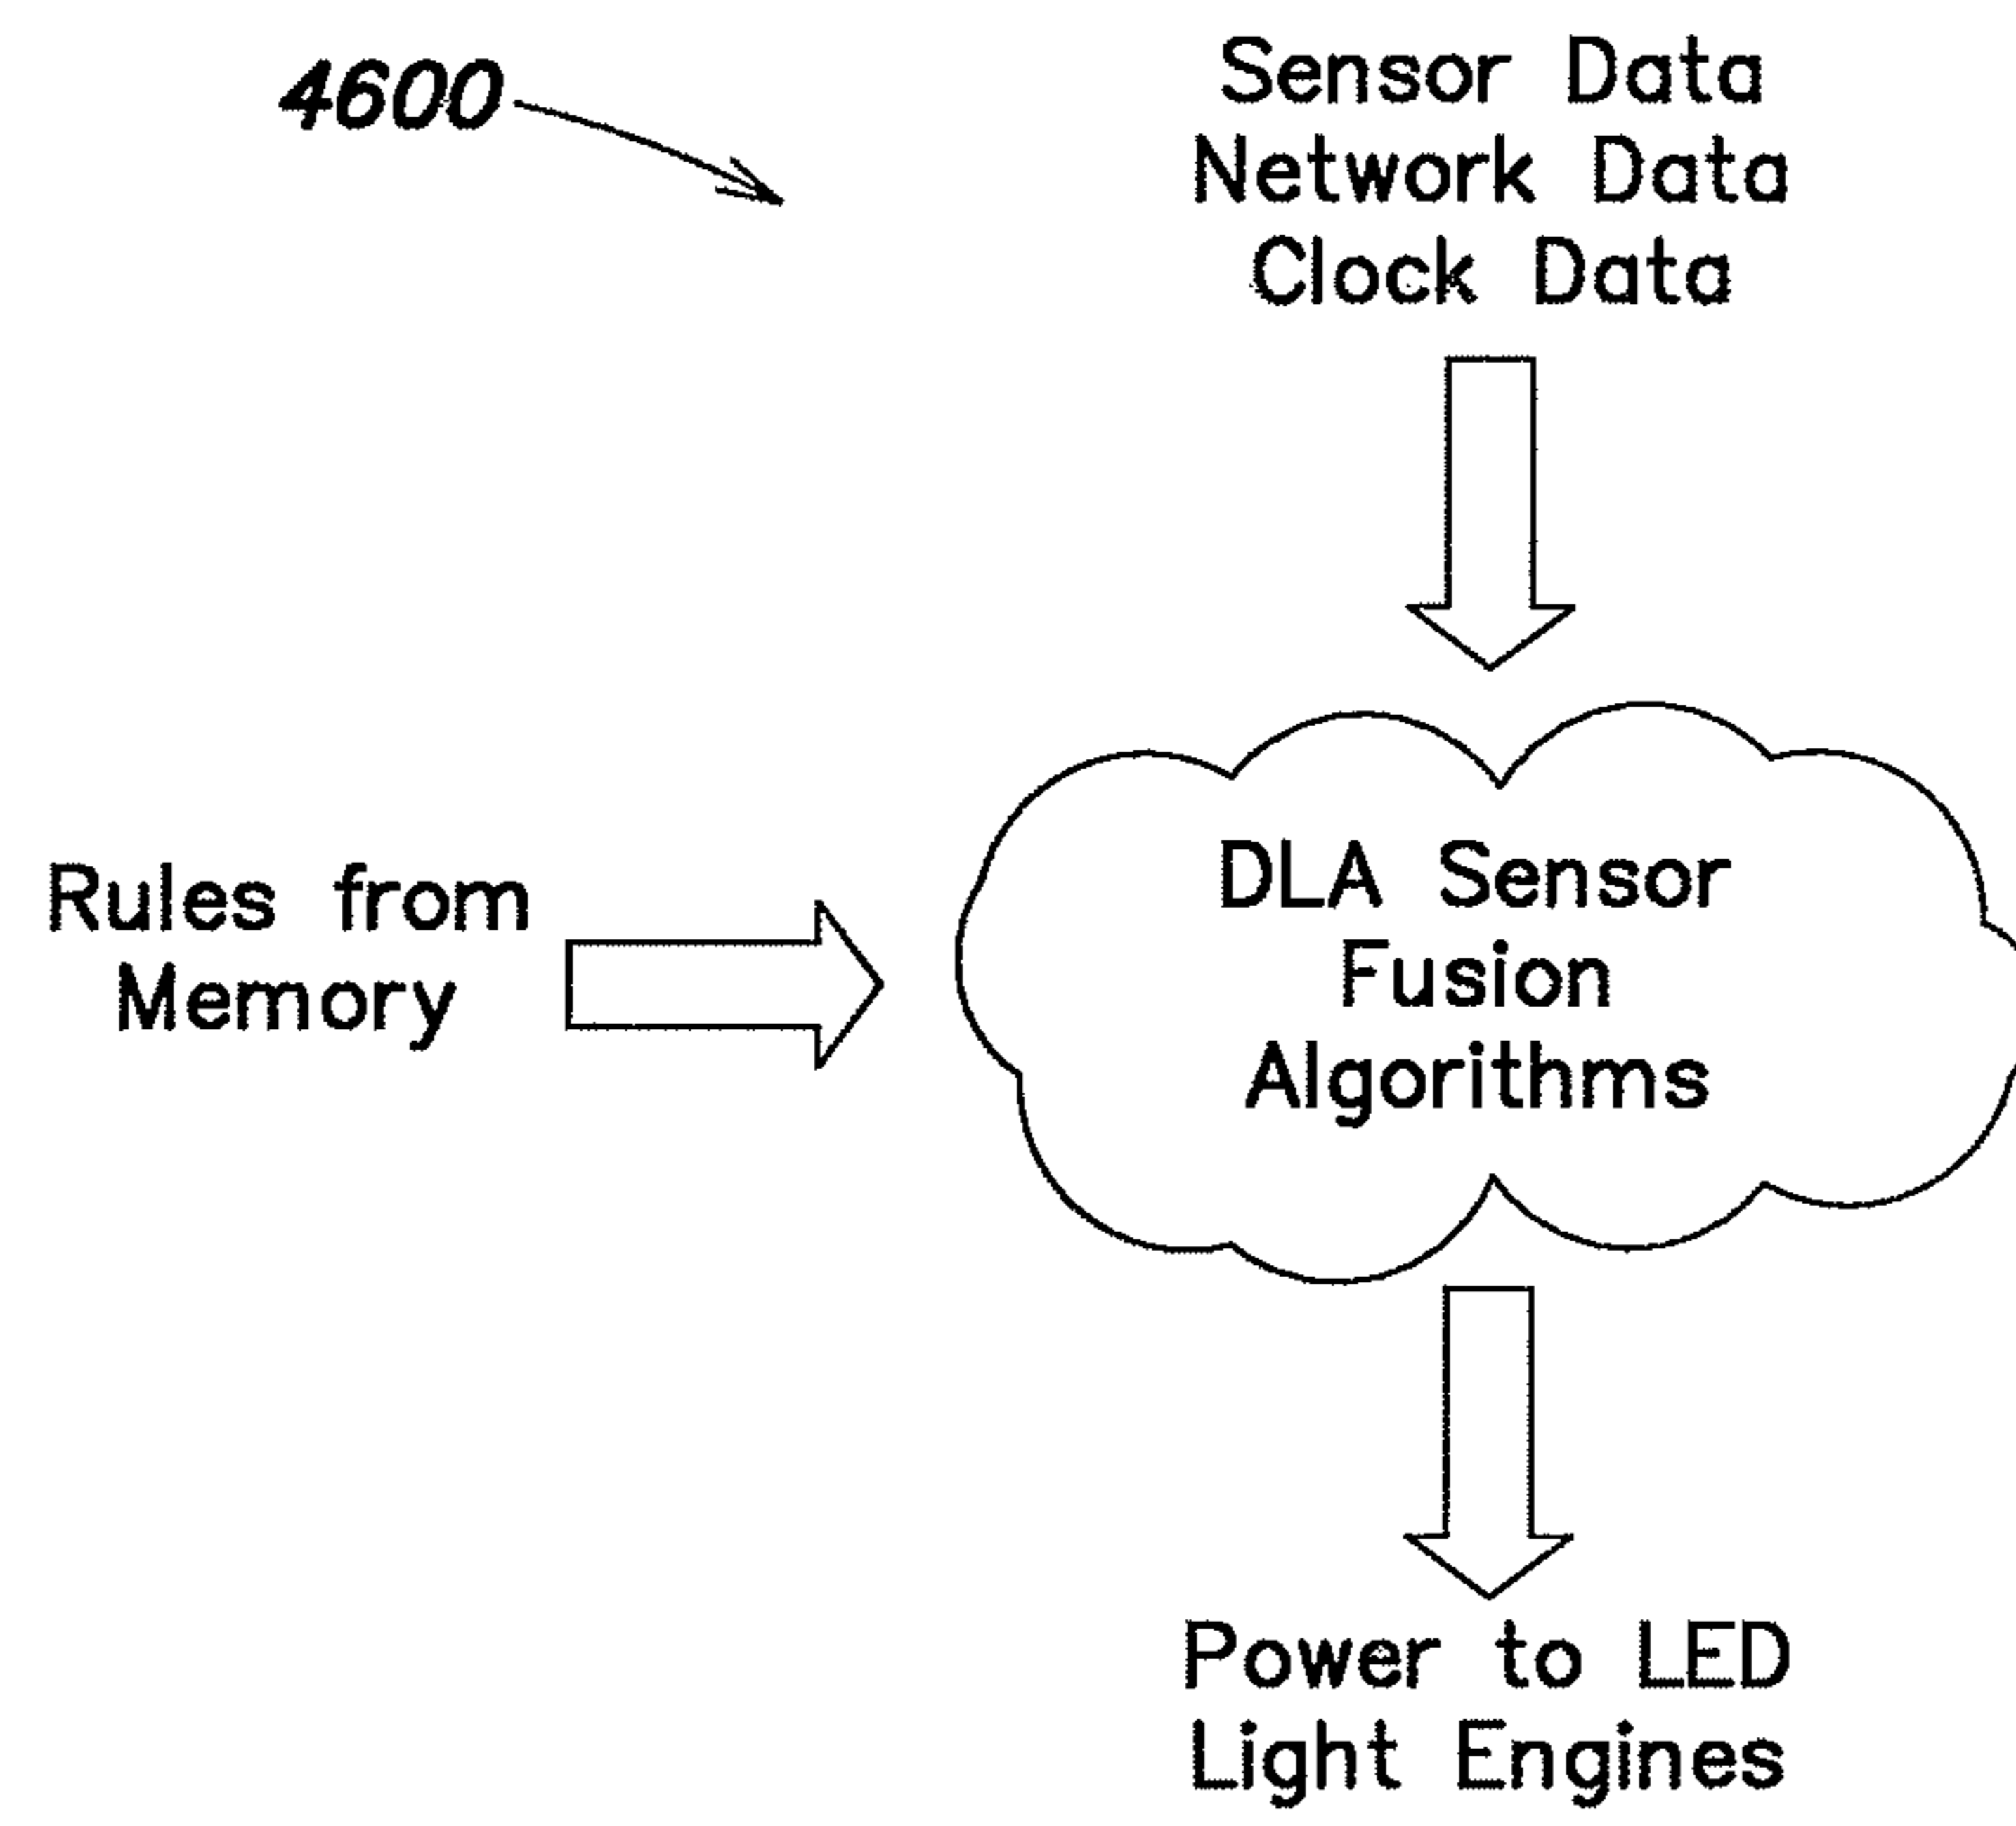 4600
Sensor Data
Network Data
Clock Data
Rules from
Memory
DLA Sensor
Fusion
Algorithms
Power to LED
Light Engines